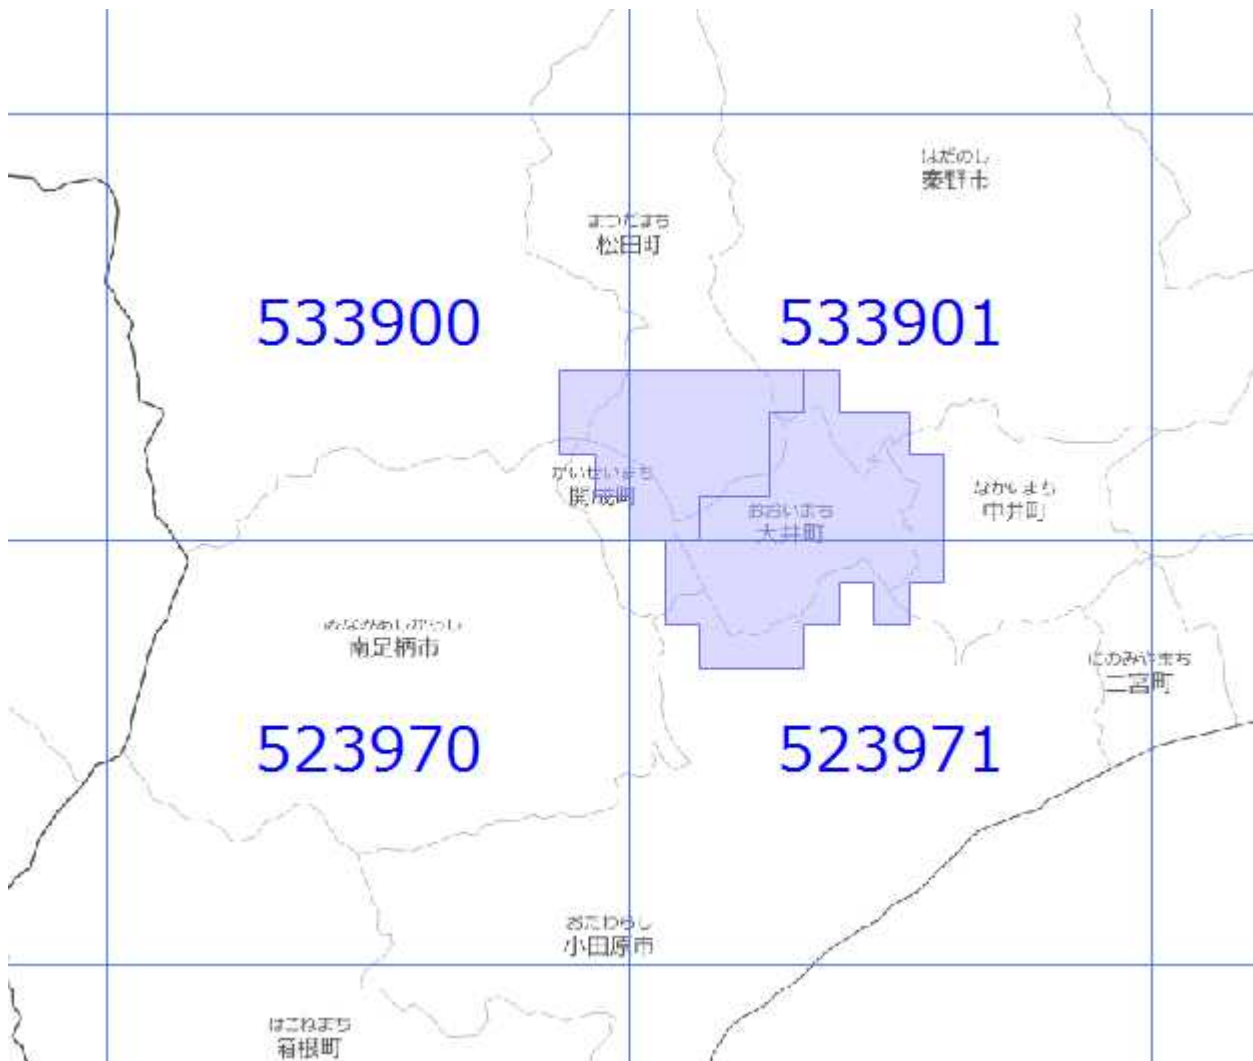 はだのし
秦野市
まつだまち
松田町
533900
533901
かいせいまち
開成町
おおいまち
大井町
なかいまち
中井町
みなみあしがらし
南足柄市
にのみやまち
二宮町
523970
523971
おだわらし
小田原市
はこねまち
箱根町